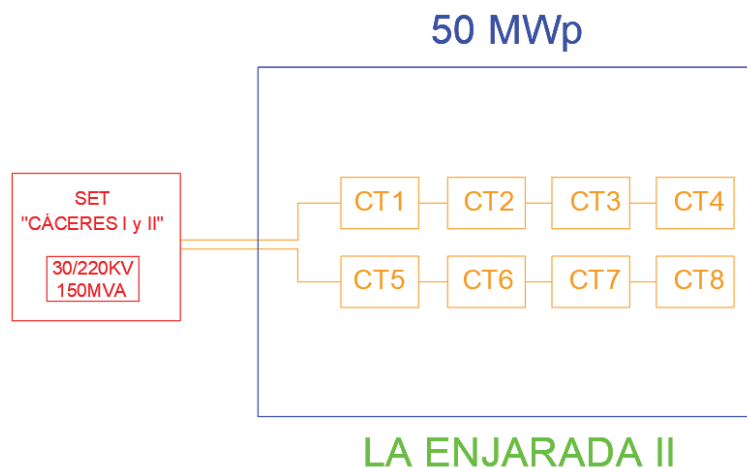 50 MWp
SET
"CÁCERES I y II"
30/220KV
150MVA
CT1 CT2 CT3 CT4
CT5 CT6 CT7 CT8
LA ENJARADA II